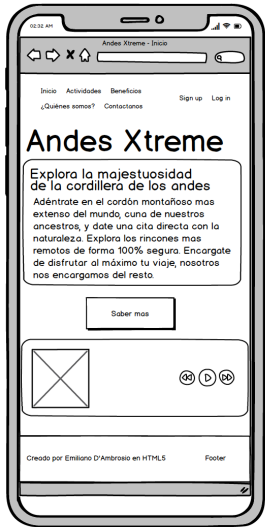 02:32 AM
Andes Xtreme - Inicio
Inicio Actividades Beneficios
¿Quiénes somos? Contactanos
Sign up Log in
Andes Xtreme
Explora la majestuosidad
de la cordillera de los andes
Adéntrate en el cordón montañoso mas
extenso del mundo, cuna de nuestros
ancestros, y date una cita directa con la
naturaleza. Explora los rincones mas
remotos de forma 100% segura. Encargate
de disfrutar al máximo tu viaje, nosotros
nos encargamos del resto.
Saber mas
Creado por Emiliano D'Ambrosio en HTML5 Footer